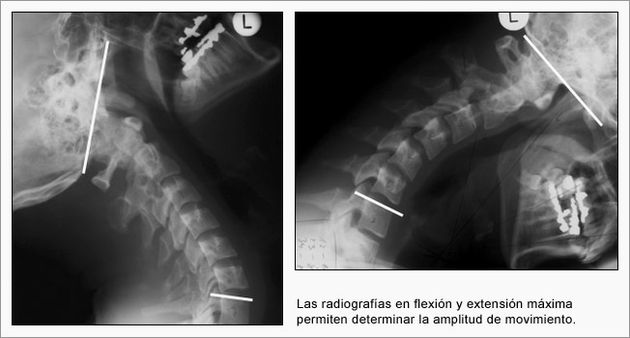 L
L
Las radiografías en flexión y extensión máxima
permiten determinar la amplitud de movimiento.